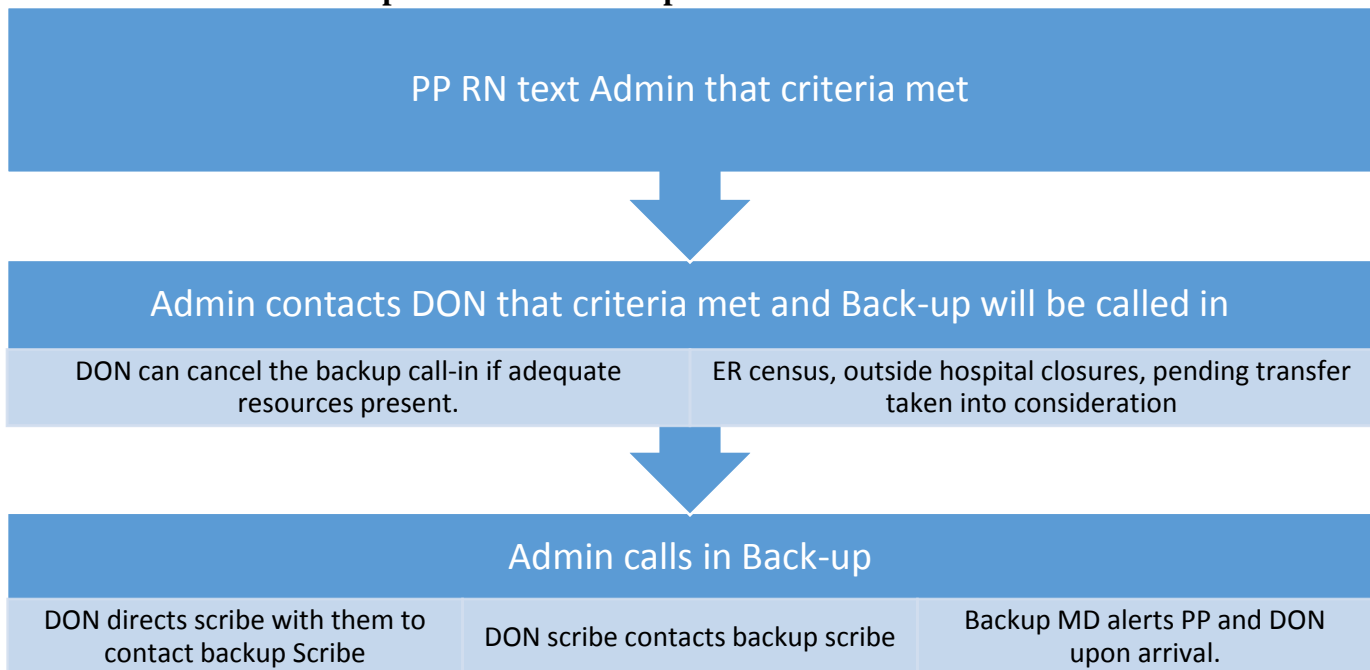 PP RN text Admin that criteria met
Admin contacts DON that criteria met and Back-up will be called in
DON can cancel the backup call-in if adequate
resources present.
ER census, outside hospital closures, pending transfer
taken into consideration
Admin calls in Back-up
DON directs scribe with them to
contact backup Scribe
DON scribe contacts backup scribe
Backup MD alerts PP and DON
upon arrival.